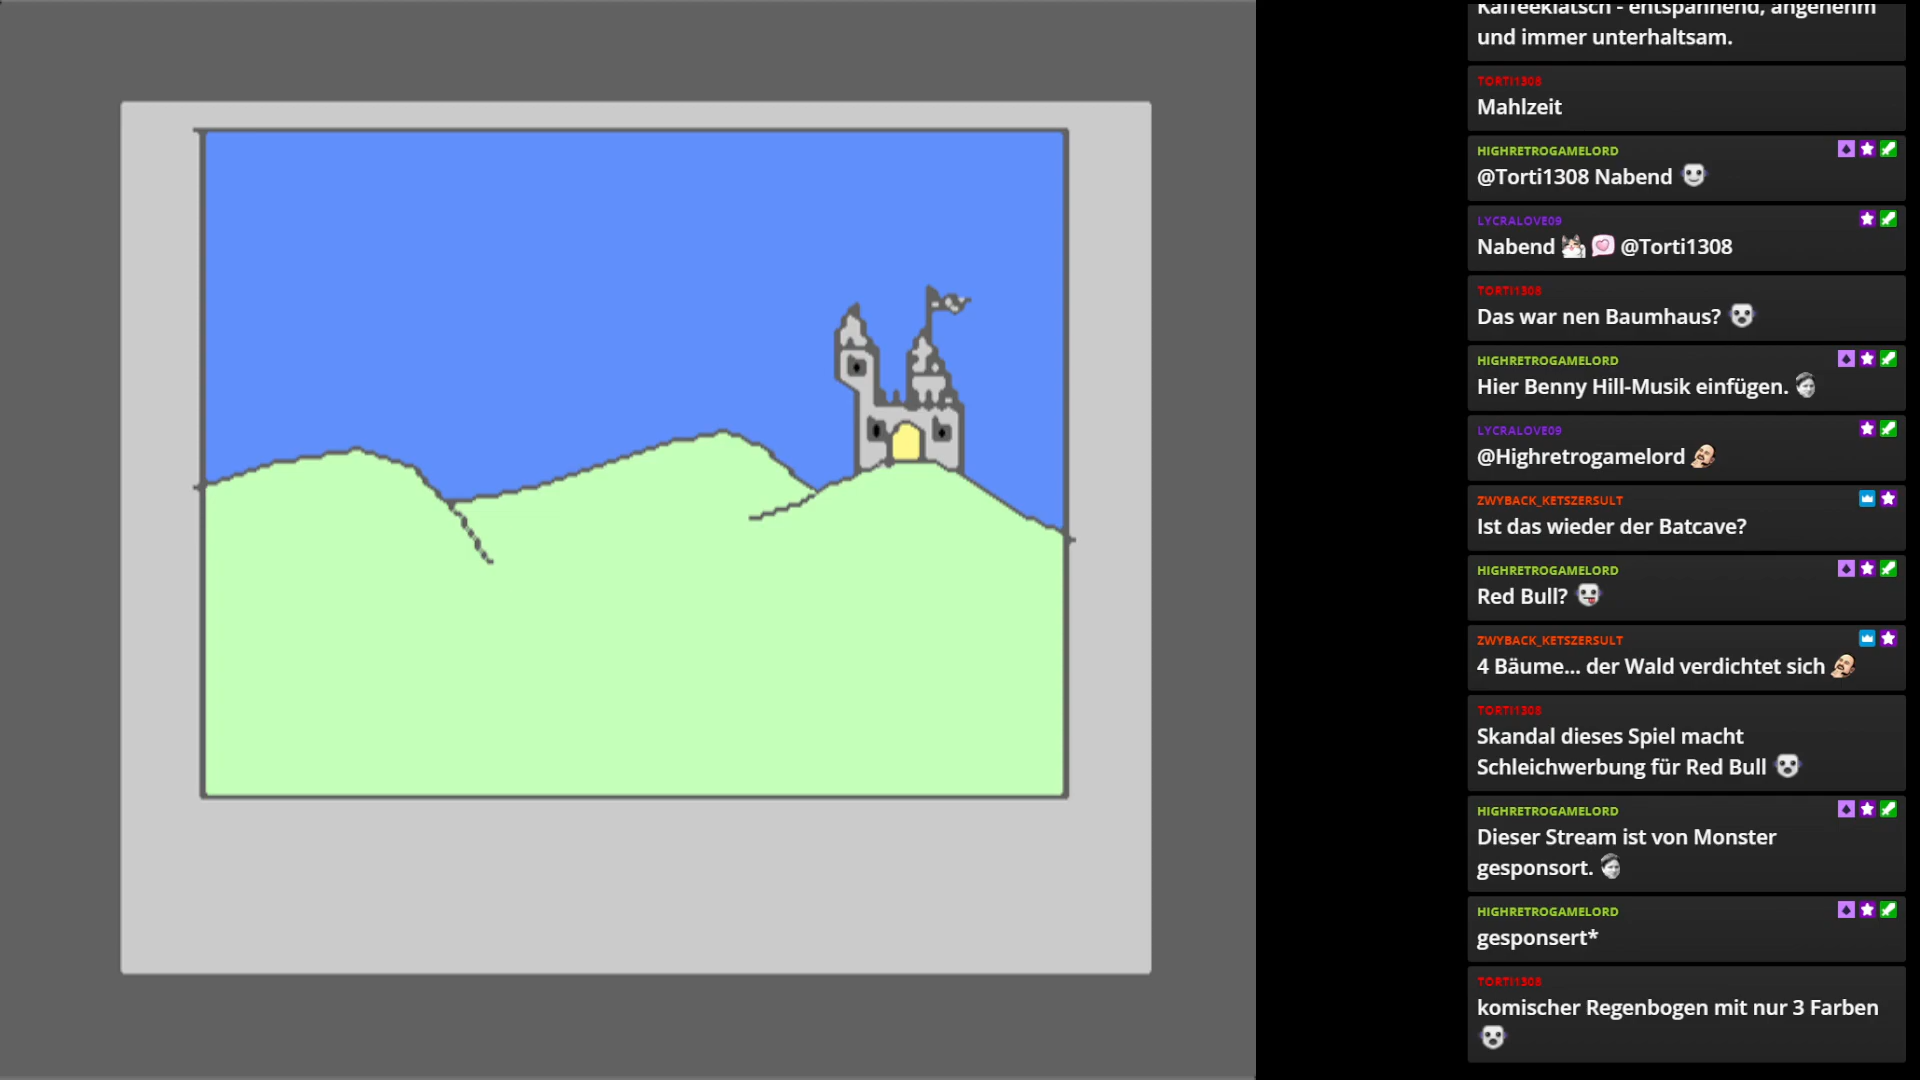 Kaffeeklatsch - entspannend, angenehm
und immer unterhaltsam.
TORTI1308
Mahlzeit
HIGHRETROGAMELORD
@Torti1308 Nabend
LYCRALOVE09
Nabend @Torti1308
TORTI1308
Das war nen Baumhaus?
HIGHRETROGAMELORD
Hier Benny Hill-Musik einfügen.
LYCRALOVE09
@Highretrogamelord
ZWYBACK_KETSZERSULT
Ist das wieder der Batcave?
HIGHRETROGAMELORD
Red Bull?
ZWYBACK_KETSZERSULT
4 Bäume... der Wald verdichtet sich
TORTI1308
Skandal dieses Spiel macht
Schleichwerbung für Red Bull
HIGHRETROGAMELORD
Dieser Stream ist von Monster
gesponsort.
HIGHRETROGAMELORD
gesponsert*
TORTI1308
komischer Regenbogen mit nur 3 Farben